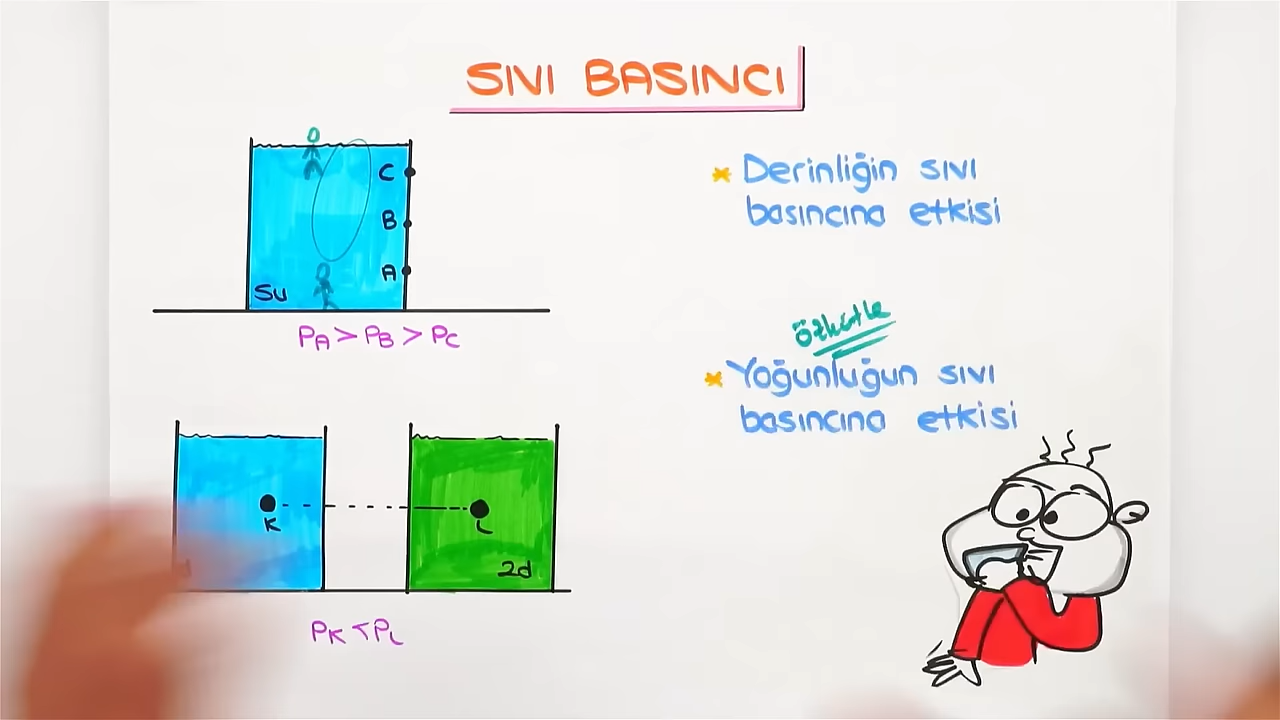 SIVI BASINCI
C
B
A
Su
PA > PB > PC
* Derinliğin sıvı
basıncına etkisi
özkütle
* Yoğunluğun sıvı
basıncına etkisi
K
L
2d
PK < PL